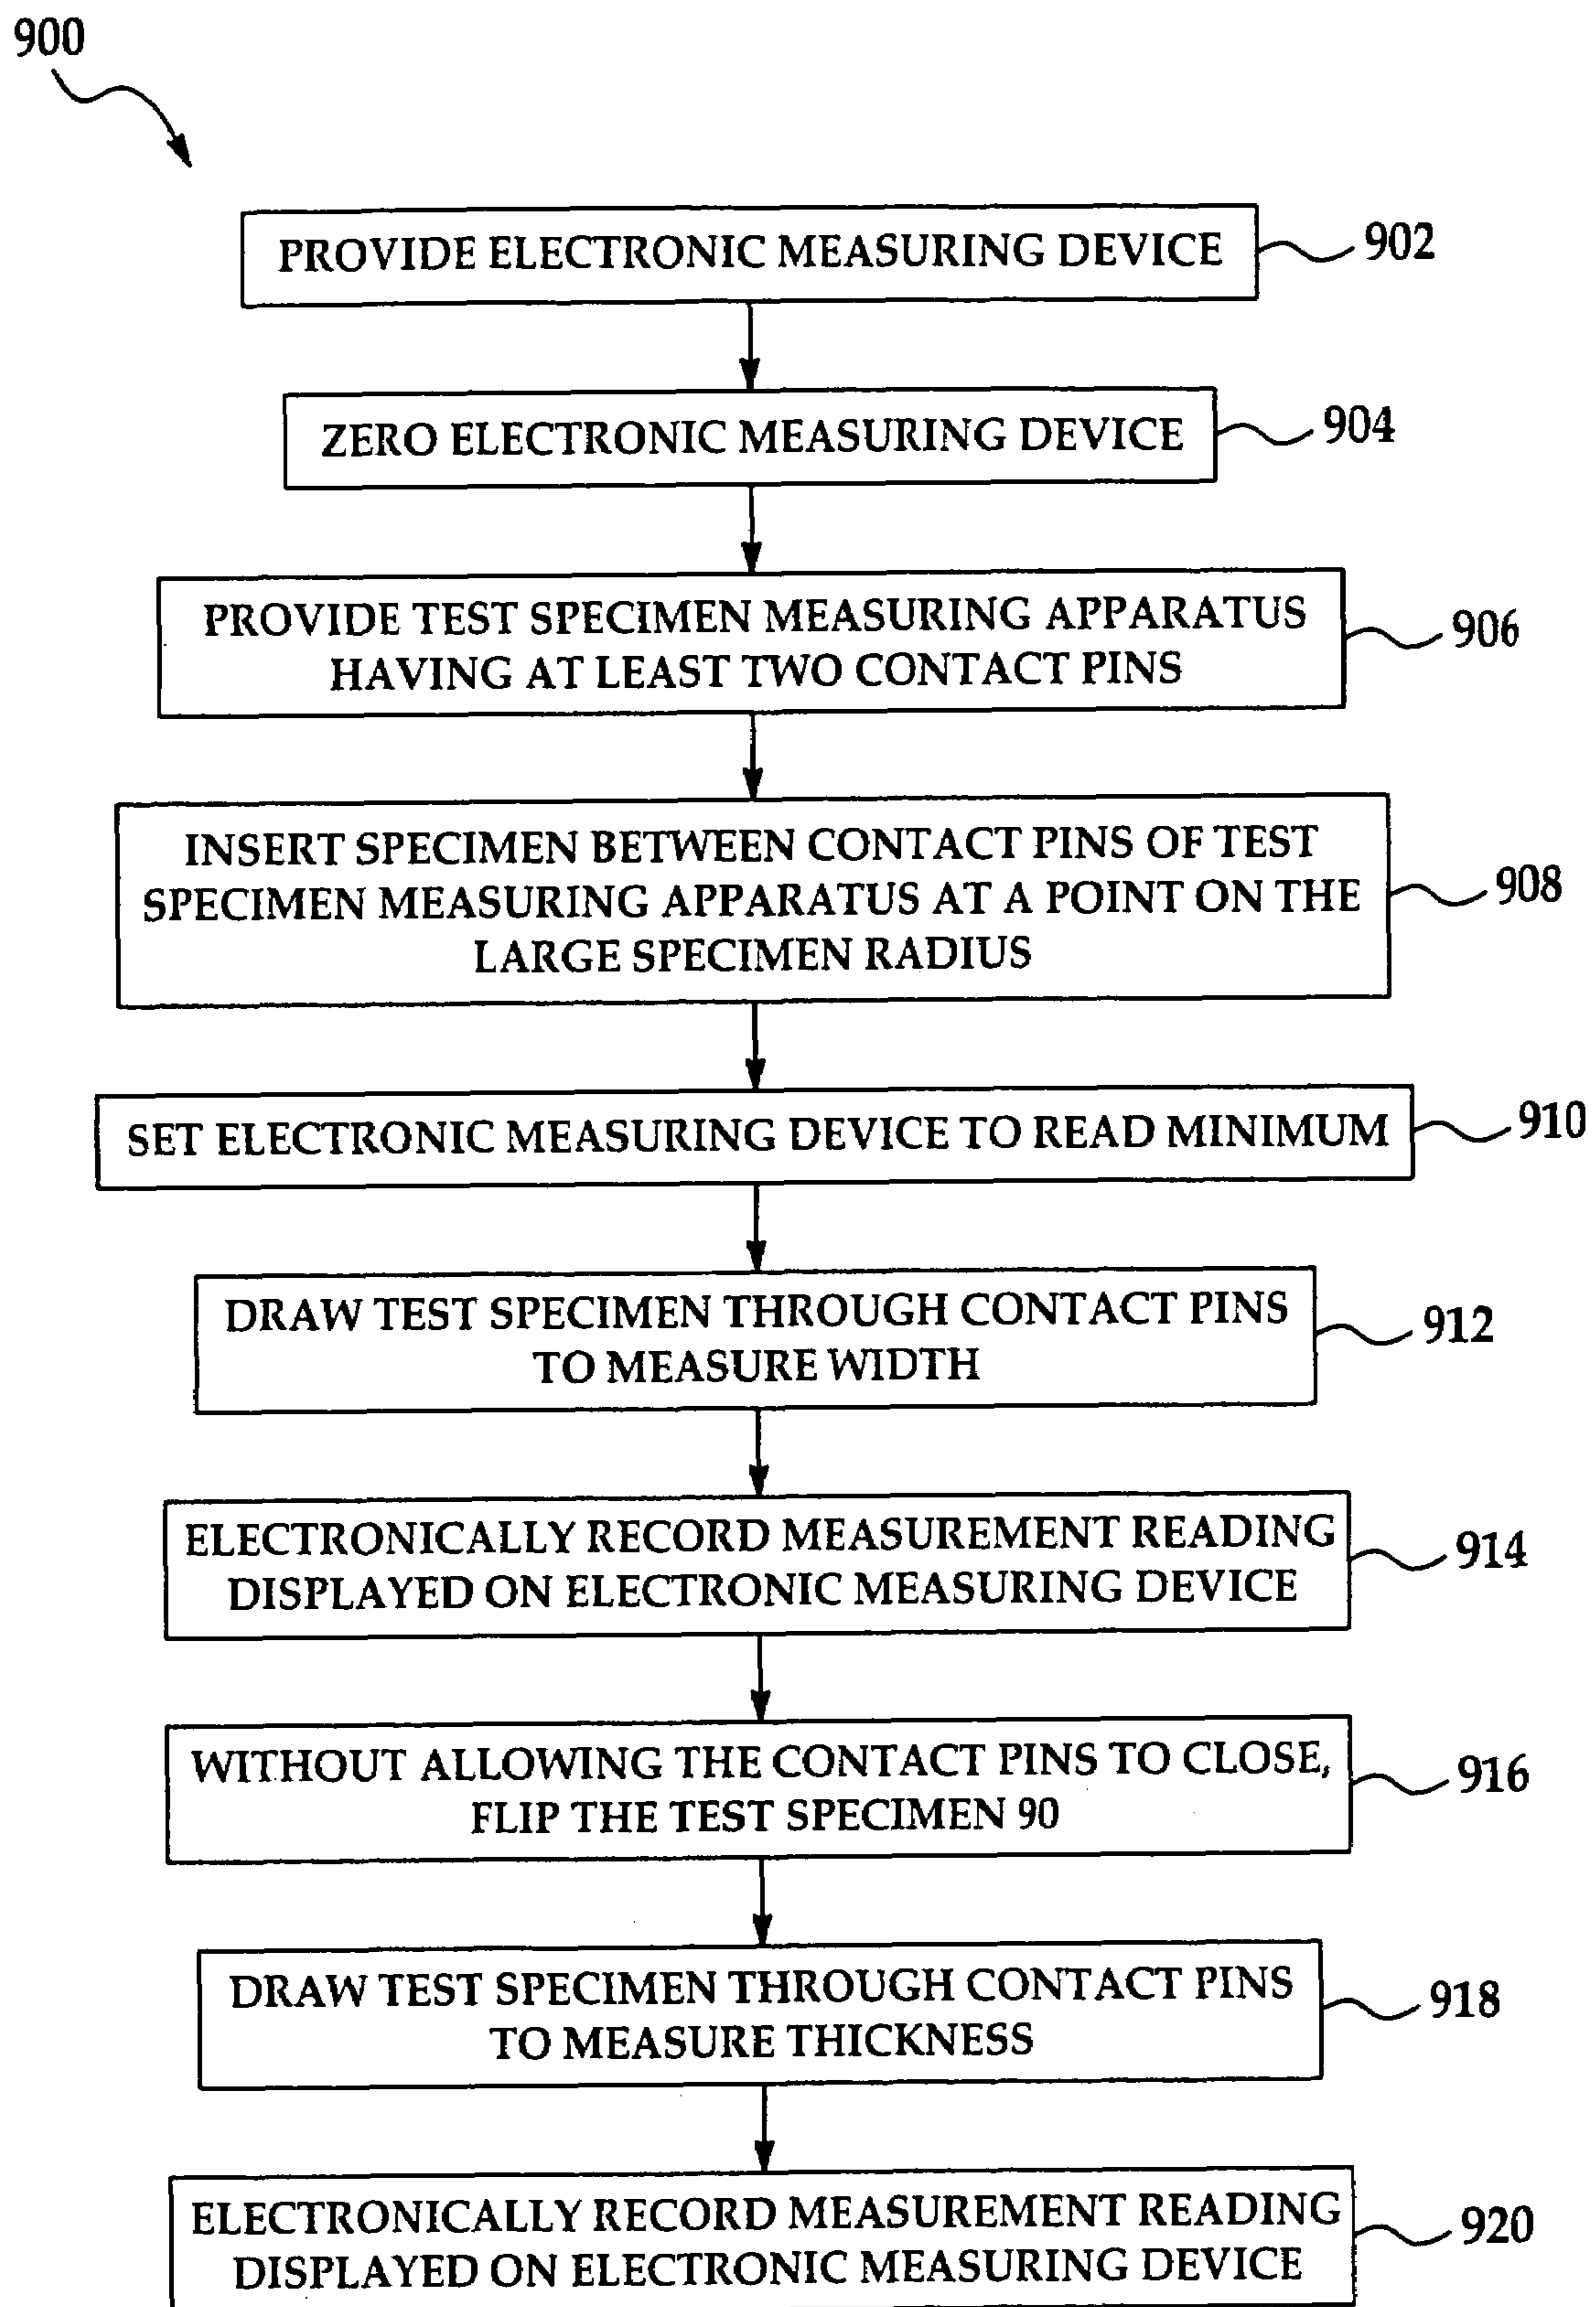 900
PROVIDE ELECTRONIC MEASURING DEVICE
902
ZERO ELECTRONIC MEASURING DEVICE
904
PROVIDE TEST SPECIMEN MEASURING APPARATUS
HAVING AT LEAST TWO CONTACT PINS
906
INSERT SPECIMEN BETWEEN CONTACT PINS OF TEST
SPECIMEN MEASURING APPARATUS AT A POINT ON THE
LARGE SPECIMEN RADIUS
908
SET ELECTRONIC MEASURING DEVICE TO READ MINIMUM
910
DRAW TEST SPECIMEN THROUGH CONTACT PINS
TO MEASURE WIDTH
912
ELECTRONICALLY RECORD MEASUREMENT READING
DISPLAYED ON ELECTRONIC MEASURING DEVICE
914
WITHOUT ALLOWING THE CONTACT PINS TO CLOSE,
FLIP THE TEST SPECIMEN 90
916
DRAW TEST SPECIMEN THROUGH CONTACT PINS
TO MEASURE THICKNESS
918
ELECTRONICALLY RECORD MEASUREMENT READING
DISPLAYED ON ELECTRONIC MEASURING DEVICE
920